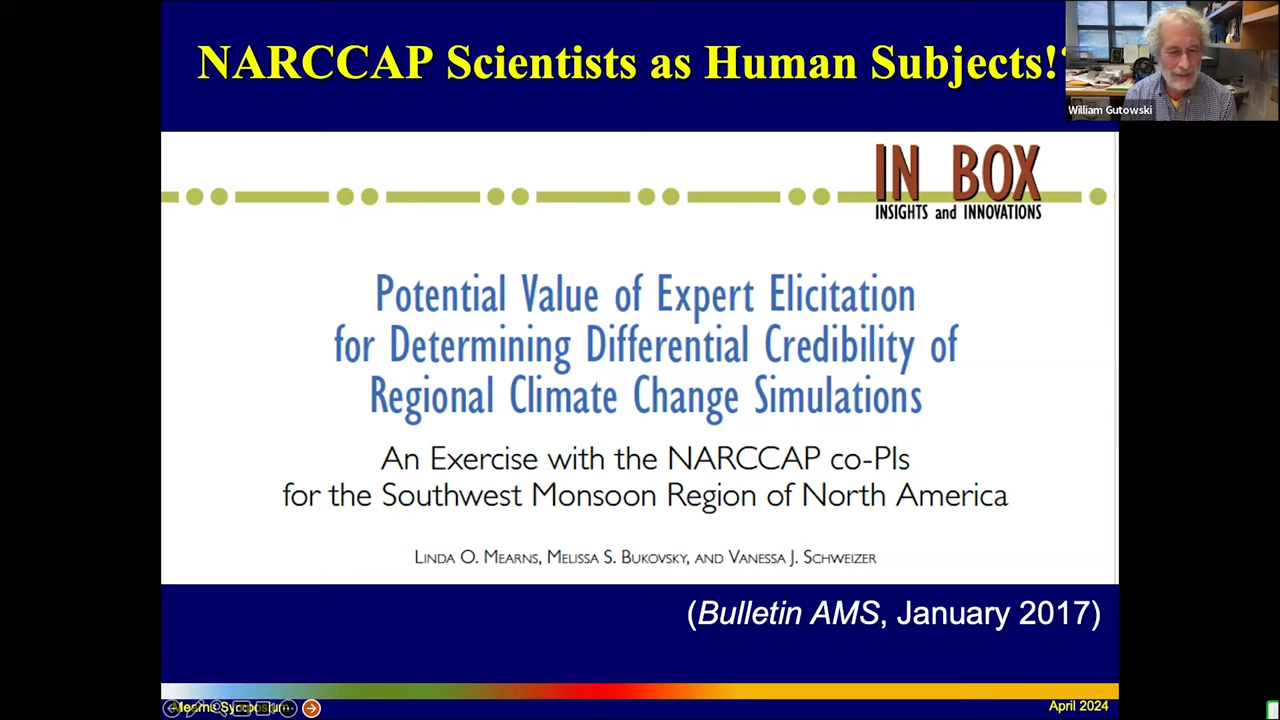 NARCCAP Scientists as Human Subjects!?
William Gutowski
IN BOX
INSIGHTS and INNOVATIONS
Potential Value of Expert Elicitation
for Determining Differential Credibility of
Regional Climate Change Simulations
An Exercise with the NARCCAP co-PIs
for the Southwest Monsoon Region of North America
Linda O. Mearns, Melissa S. Bukovsky, and Vanessa J. Schweizer
(Bulletin AMS, January 2017)
Mearns Symposium
April 2024